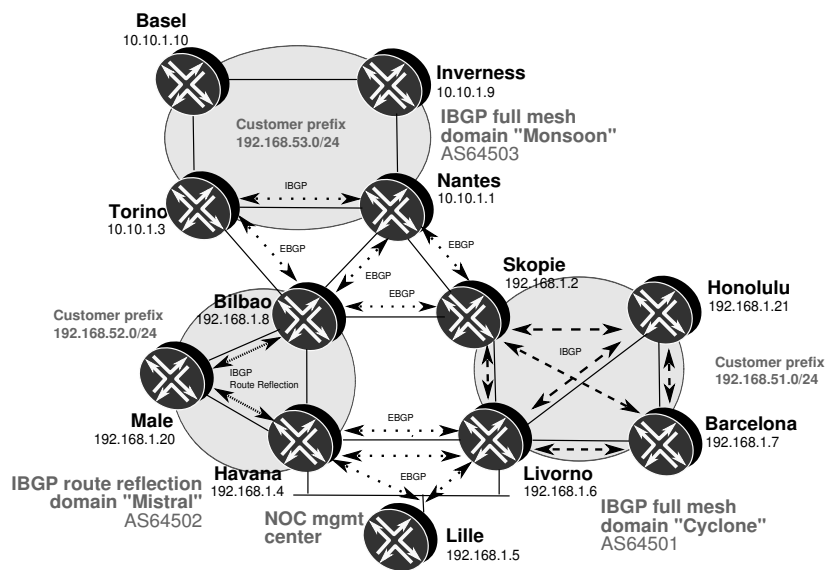 Basel
10.10.1.10
Inverness
10.10.1.9
Customer prefix
192.168.53.0/24
IBGP full mesh
domain "Monsoon"
AS64503
IBGP
Nantes
10.10.1.1
Torino
10.10.1.3
EBGP
EBGP
EBGP
Skopie
192.168.1.2
Honolulu
192.168.1.21
Bilbao
192.168.1.8
EBGP
Customer prefix
192.168.52.0/24
IBGP
IBGP
Route Reflection
Customer prefix
192.168.51.0/24
Male
192.168.1.20
EBGP
Barcelona
192.168.1.7
Havana
192.168.1.4
EBGP
Livorno
192.168.1.6
IBGP route reflection
domain "Mistral"
AS64502
NOC mgmt
center
Lille
192.168.1.5
IBGP full mesh
domain "Cyclone"
AS64501